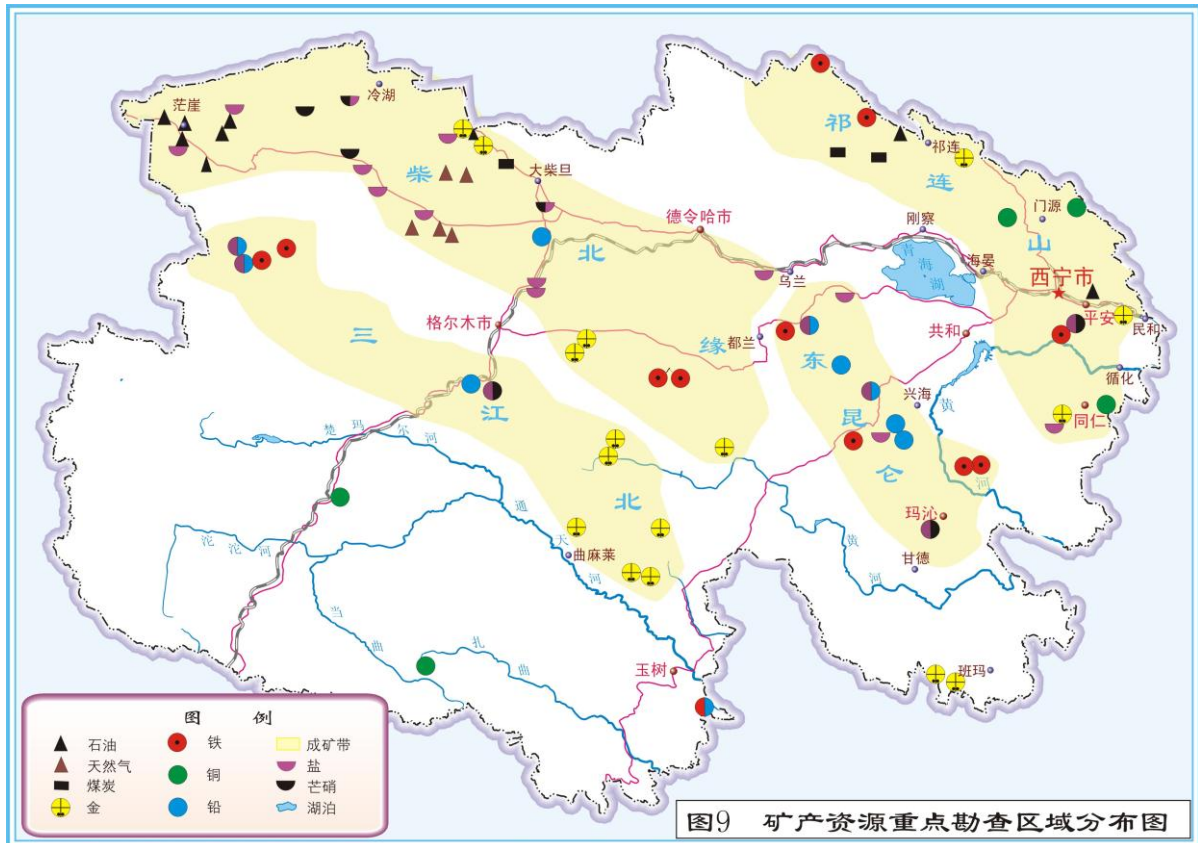 茫崖
冷湖
柴
大柴旦
北
缘
德令哈市
乌兰
祁
连
山
祁连
门源
刚察
青
海
湖
海晏
西宁市
平安
民和
循化
共和
同仁
黄
河
三
江
北
格尔木市
都兰
东
昆
仑
兴海
玛沁
甘德
黄
河
楚玛尔河
通
天
河
曲麻莱
沱沱河
当
曲
扎
曲
玉树
班玛
图 例
石油
铁
成矿带
天然气
铜
盐
煤炭
芒硝
金
铅
湖泊
图9 矿产资源重点勘查区域分布图